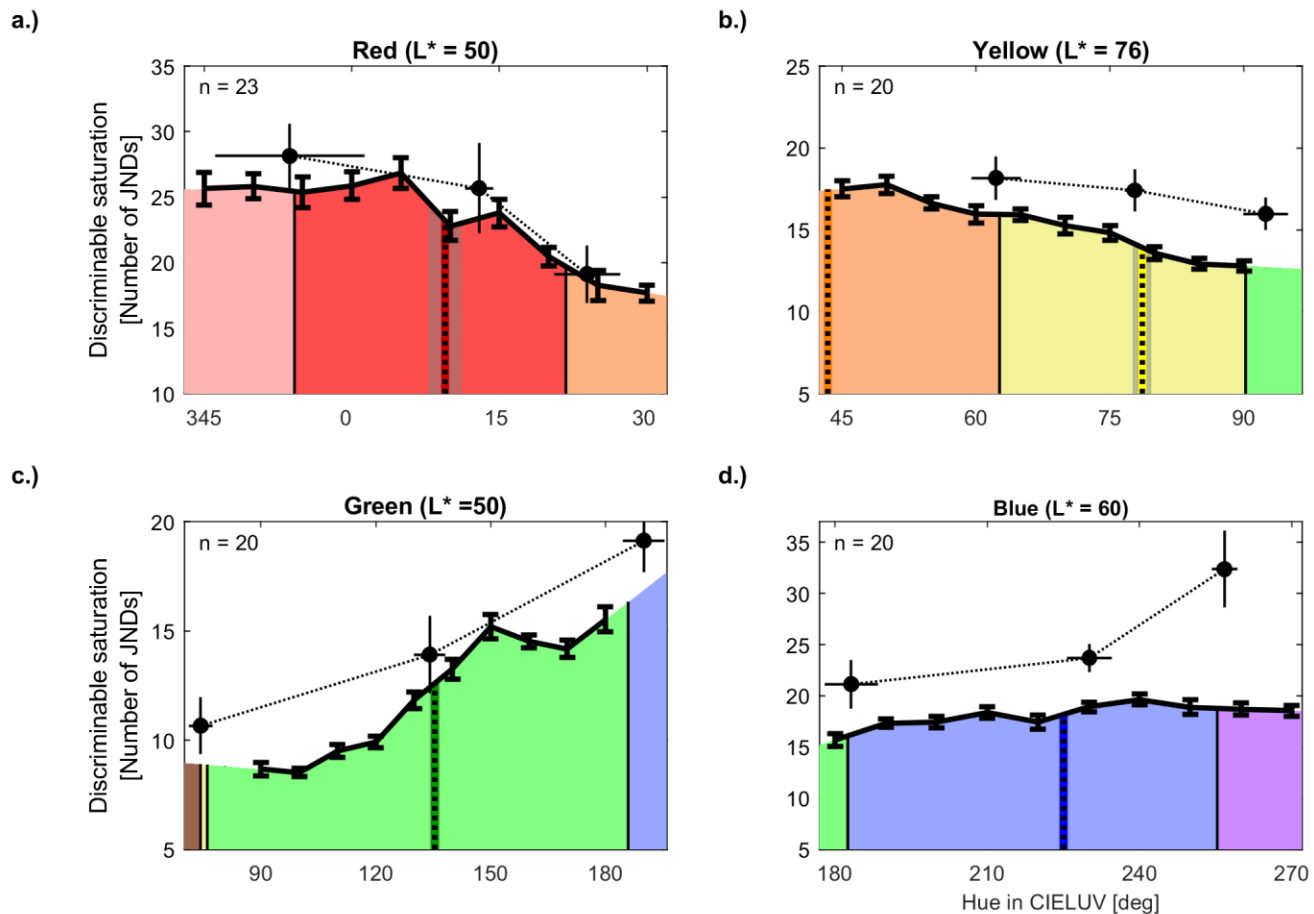 a.)
Red (L* = 50)
n = 23
Discriminable saturation
[Number of JNDs]
35
30
25
20
15
10
345
0
15
30
b.)
Yellow (L* = 76)
n = 20
25
20
15
10
5
45
60
75
90
c.)
Green (L* =50)
n = 20
Discriminable saturation
[Number of JNDs]
20
15
10
5
90
120
150
180
d.)
Blue (L* = 60)
n = 20
35
30
25
20
15
10
5
180
210
240
270
Hue in CIELUV [deg]